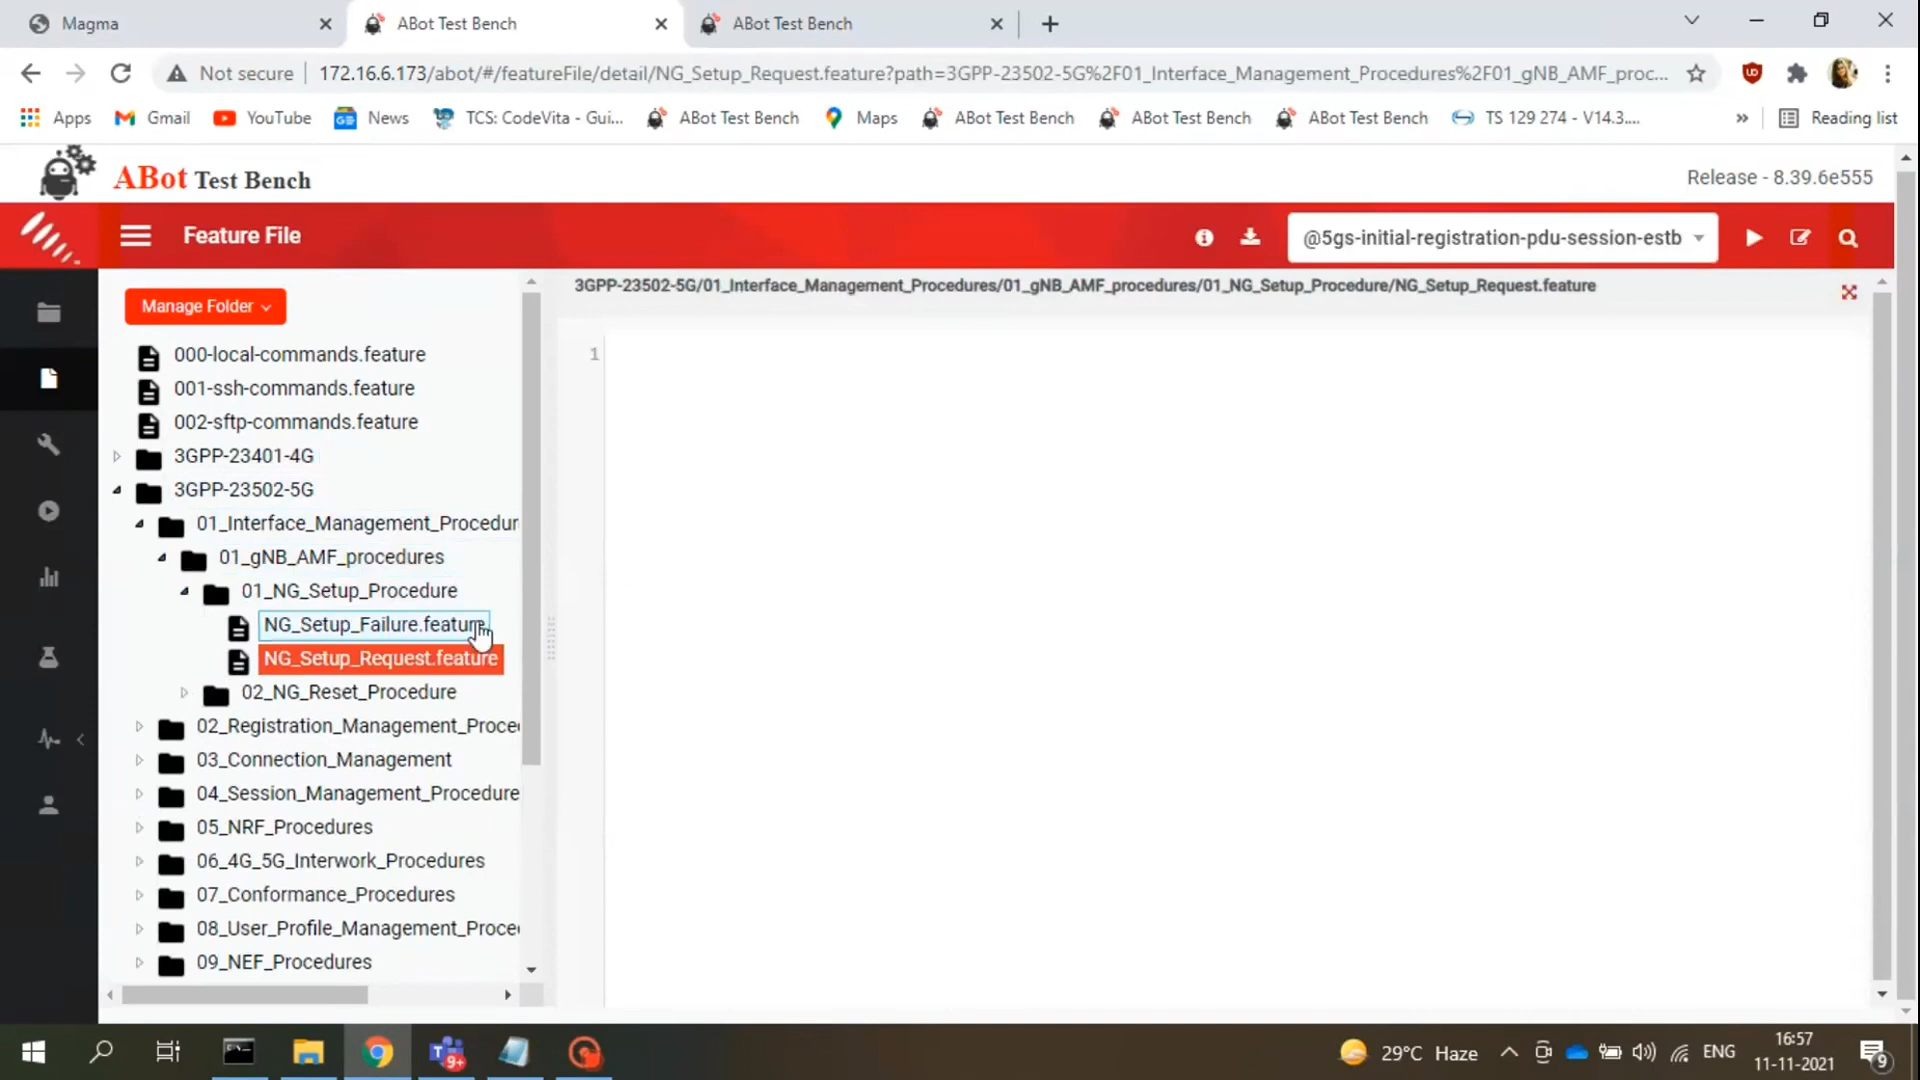 Magma
ABot Test Bench
ABot Test Bench
Not secure
172.16.6.173/abot/#/featureFile/detail/NG_Setup_Request.feature?path=3GPP-23502-5G%2F01_Interface_Management_Procedures%2F01_gNB_AMF_proc...
Apps
Gmail
YouTube
News
TCS: CodeVita - Gui...
ABot Test Bench
Maps
ABot Test Bench
ABot Test Bench
ABot Test Bench
TS 129 274 - V14.3....
»
Reading list
ABot Test Bench
Release - 8.39.6e555
Feature File
@5gs-initial-registration-pdu-session-estb
Manage Folder
3GPP-23502-5G/01_Interface_Management_Procedures/01_gNB_AMF_procedures/01_NG_Setup_Procedure/NG_Setup_Request.feature
1
000-local-commands.feature
001-ssh-commands.feature
002-sftp-commands.feature
3GPP-23401-4G
3GPP-23502-5G
01_Interface_Management_Procedur
01_gNB_AMF_procedures
01_NG_Setup_Procedure
NG_Setup_Failure.feature
NG_Setup_Request.feature
02_NG_Reset_Procedure
02_Registration_Management_Proce
03_Connection_Management
04_Session_Management_Procedure
05_NRF_Procedures
06_4G_5G_Interwork_Procedures
07_Conformance_Procedures
08_User_Profile_Management_Proce
09_NEF_Procedures
9+
29°C Haze
ENG
16:57
11-11-2021
9